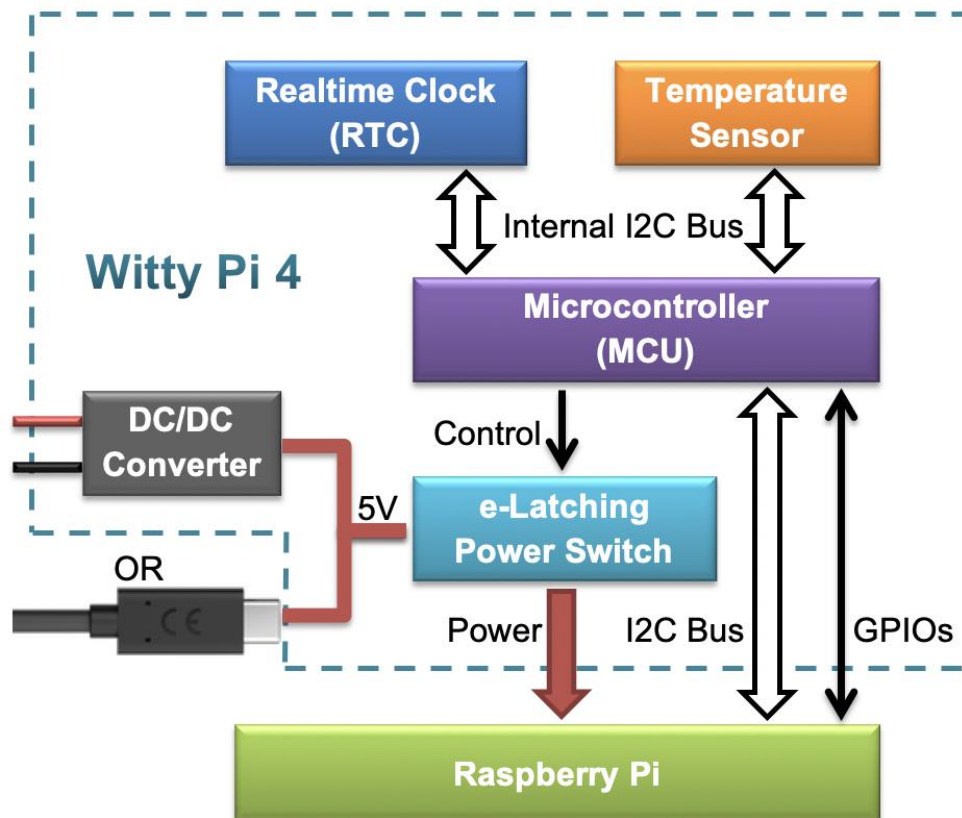 Realtime Clock
(RTC)
Temperature
Sensor
Internal I2C Bus
Witty Pi 4
Microcontroller
(MCU)
DC/DC
Converter
Control
5V
e-Latching
Power Switch
OR
CE
Power
I2C Bus
GPIOs
Raspberry Pi